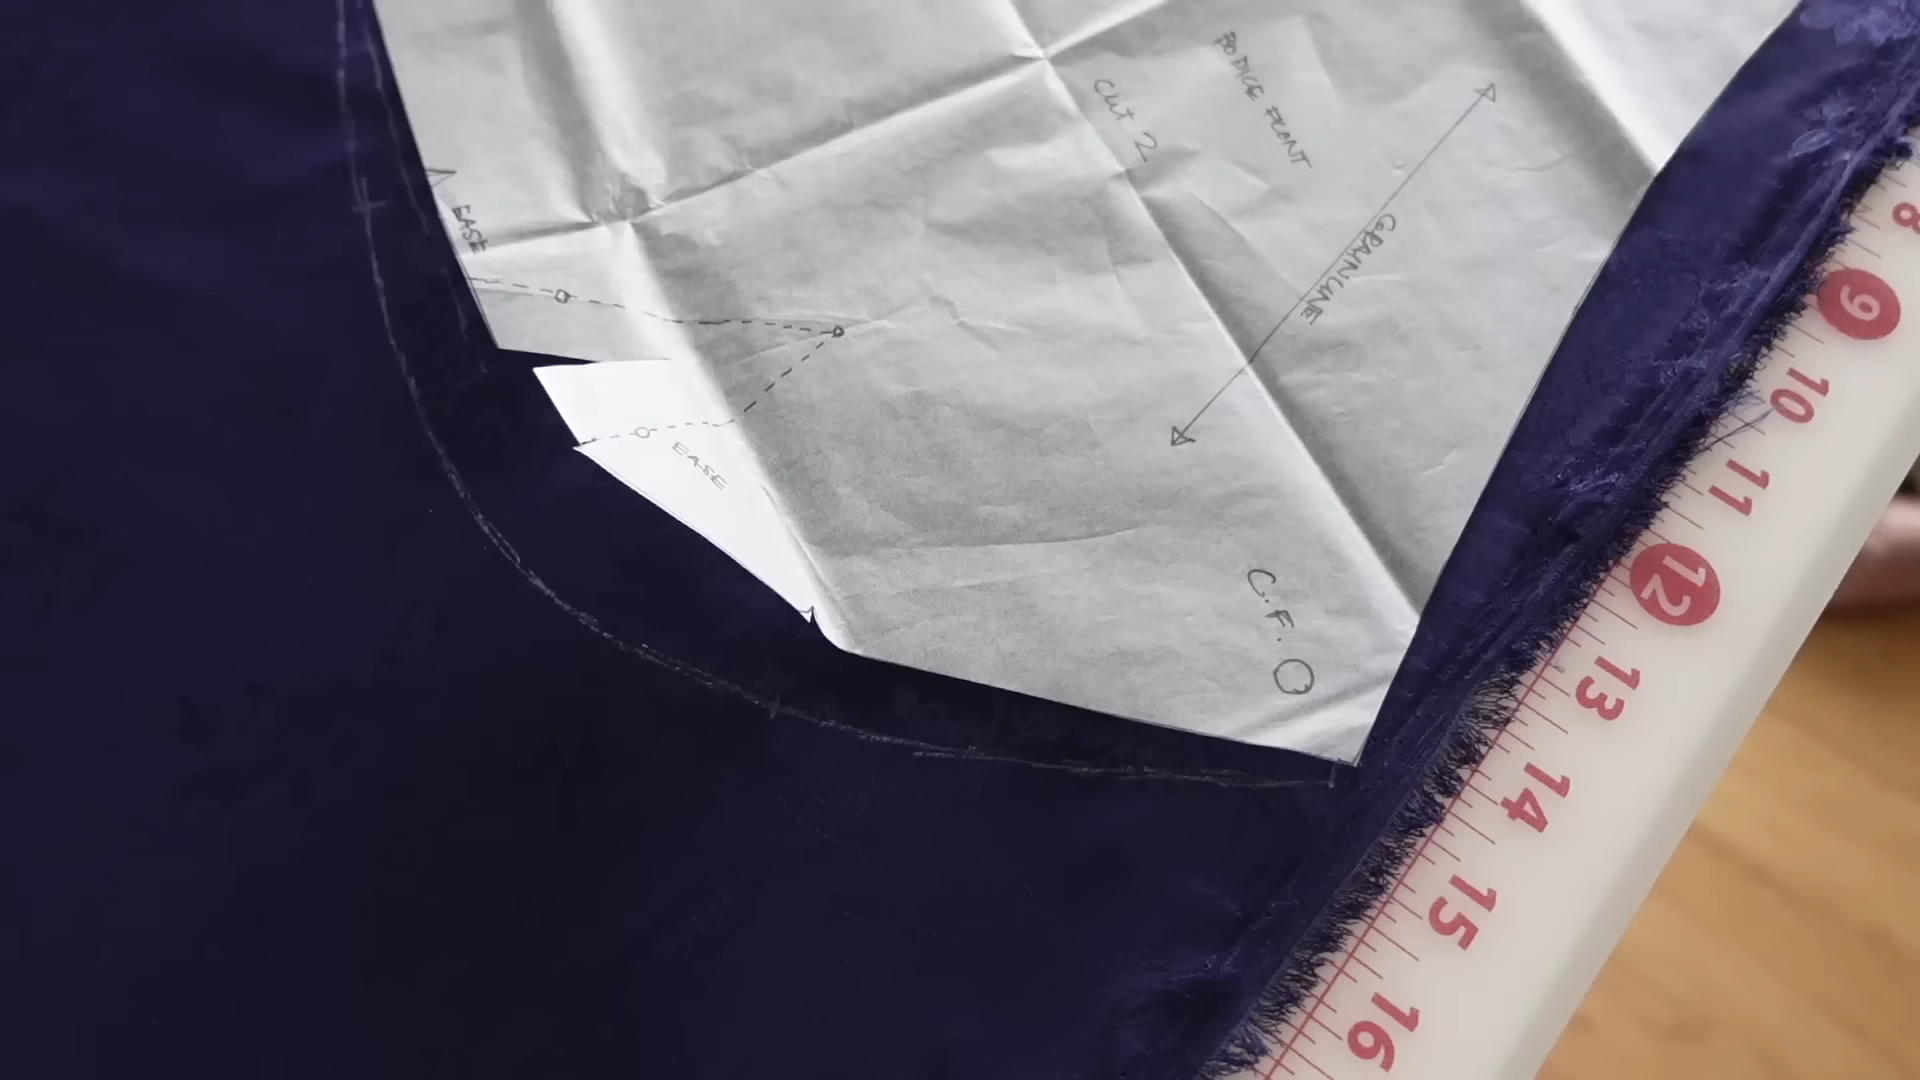 BODICE FRONT
Cut 2
GRAINLINE
EASE
EASE
C.F.
8
9
10
11
12
13
14
15
16